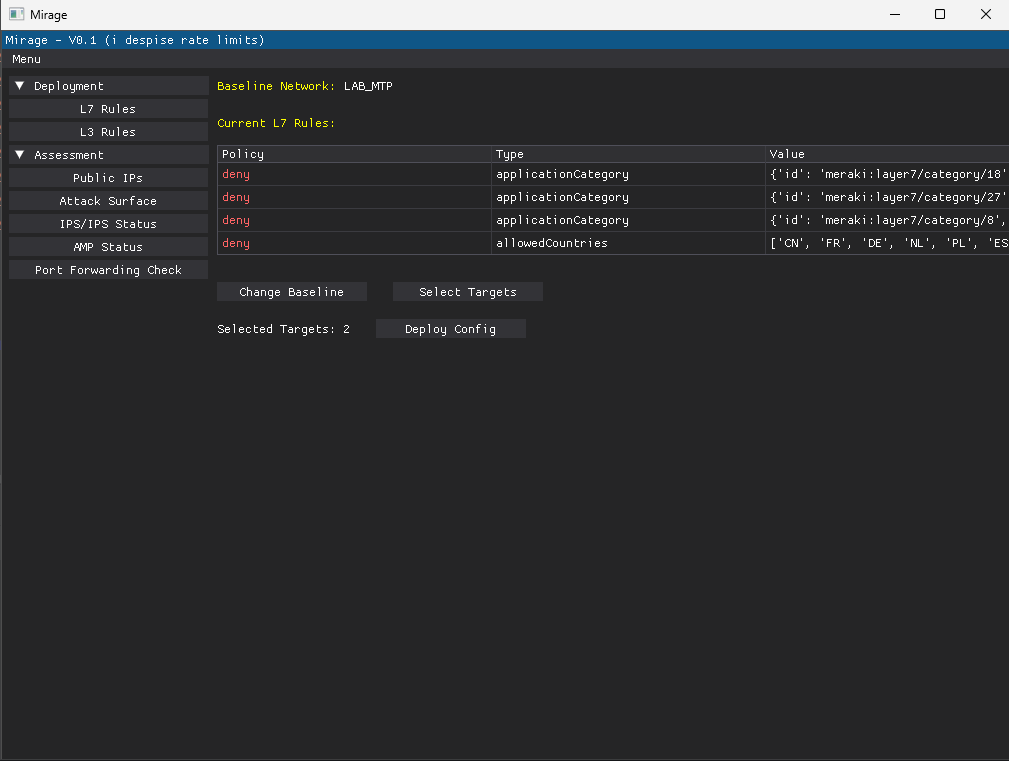 Mirage
Mirage - V0.1 (i despise rate limits)
Menu
Deployment
L7 Rules
L3 Rules
Assessment
Public IPs
Attack Surface
IPS/IPS Status
AMP Status
Port Forwarding Check
Baseline Network: LAB_MTP
Current L7 Rules:
Policy Type Value
deny applicationCategory {'id': 'meraki:layer7/category/18'
deny applicationCategory {'id': 'meraki:layer7/category/27'
deny applicationCategory {'id': 'meraki:layer7/category/8',
deny allowedCountries ['CN', 'FR', 'DE', 'NL', 'PL', 'ES
Change Baseline Select Targets
Selected Targets: 2 Deploy Config